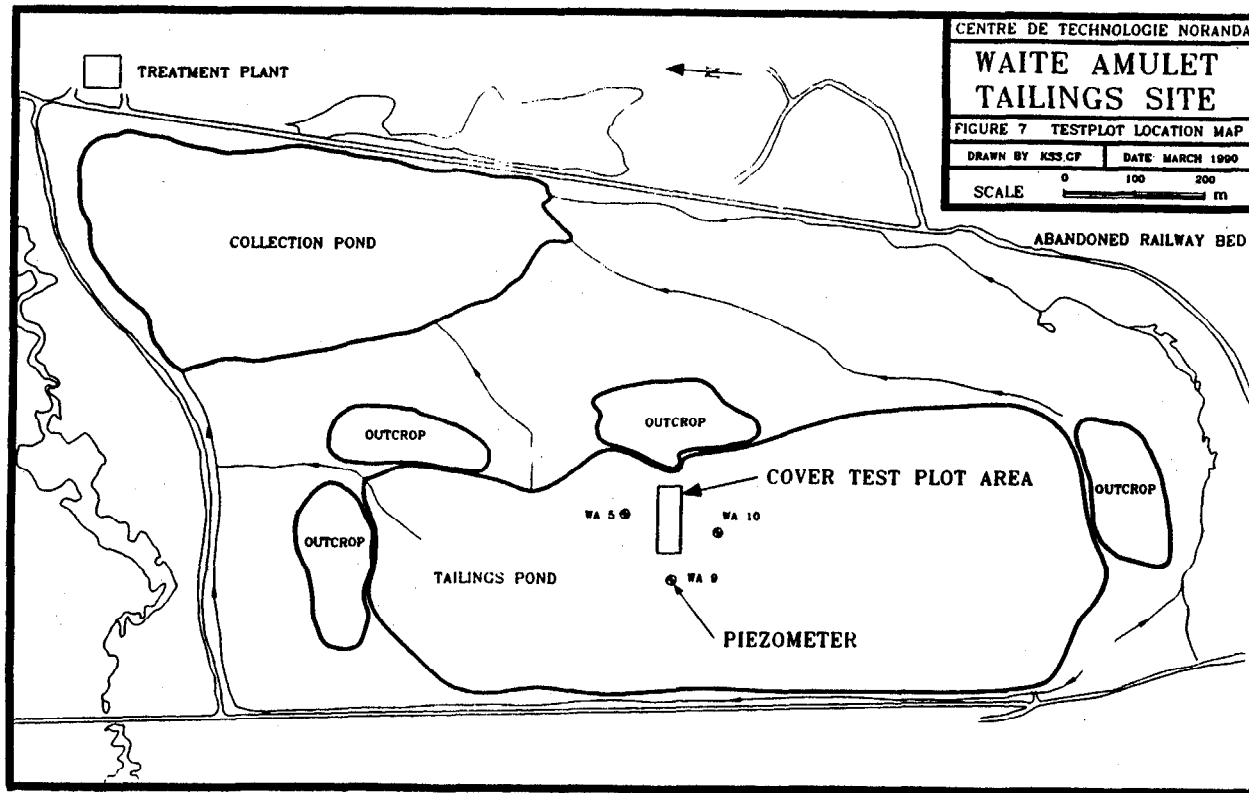 CENTRE DE TECHNOLOGIE NORANDA
WAITE AMULET
TAILINGS SITE
FIGURE 7 TESTPLOT LOCATION MAP
DRAWN BY KSS,GF DATE: MARCH 1990
SCALE 0 100 200 m
TREATMENT PLANT
N
COLLECTION POND
ABANDONED RAILWAY BED
OUTCROP
OUTCROP
OUTCROP
OUTCROP
COVER TEST PLOT AREA
WA 5
WA 10
TAILINGS POND
WA 9
PIEZOMETER